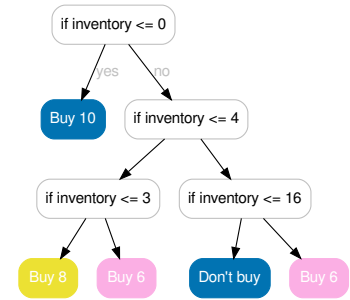 if inventory <= 0
yes
no
Buy 10
if inventory <= 4
if inventory <= 3
if inventory <= 16
Buy 8
Buy 6
Don't buy
Buy 6